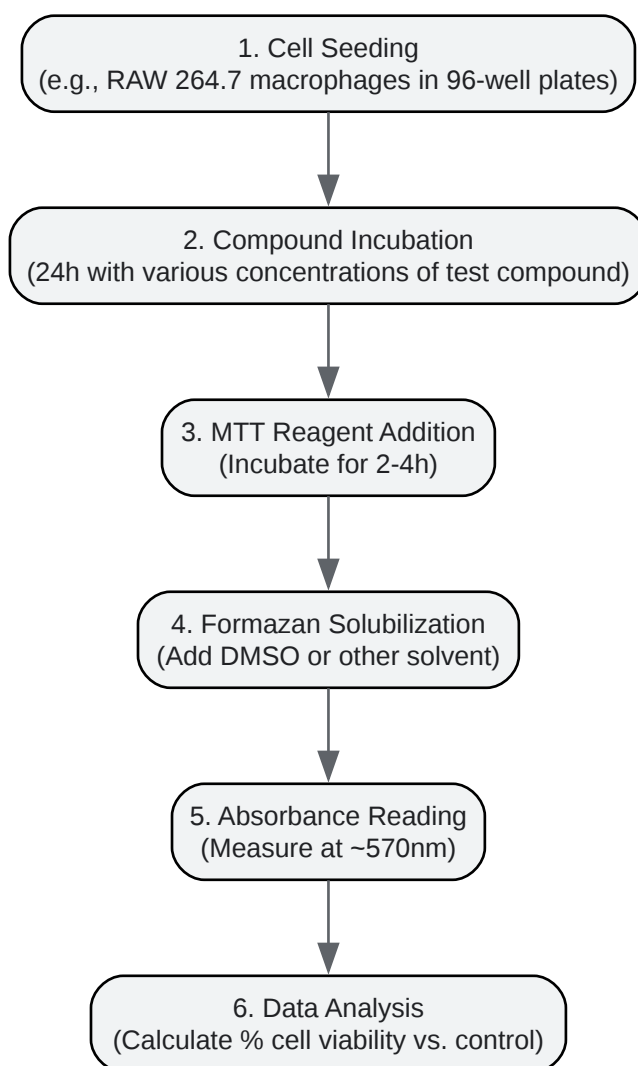 1. Cell Seeding
(e.g., RAW 264.7 macrophages in 96-well plates)
2. Compound Incubation
(24h with various concentrations of test compound)
3. MTT Reagent Addition
(Incubate for 2-4h)
4. Formazan Solubilization
(Add DMSO or other solvent)
5. Absorbance Reading
(Measure at ~570nm)
6. Data Analysis
(Calculate % cell viability vs. control)